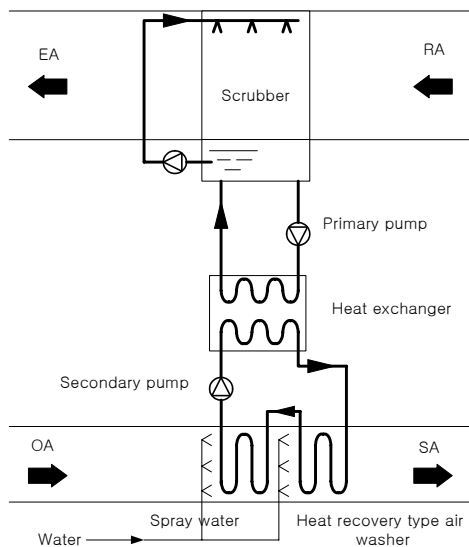 EA
RA
Scrubber
Primary pump
Heat exchanger
Secondary pump
OA
SA
Spray water
Heat recovery type air
washer
Water